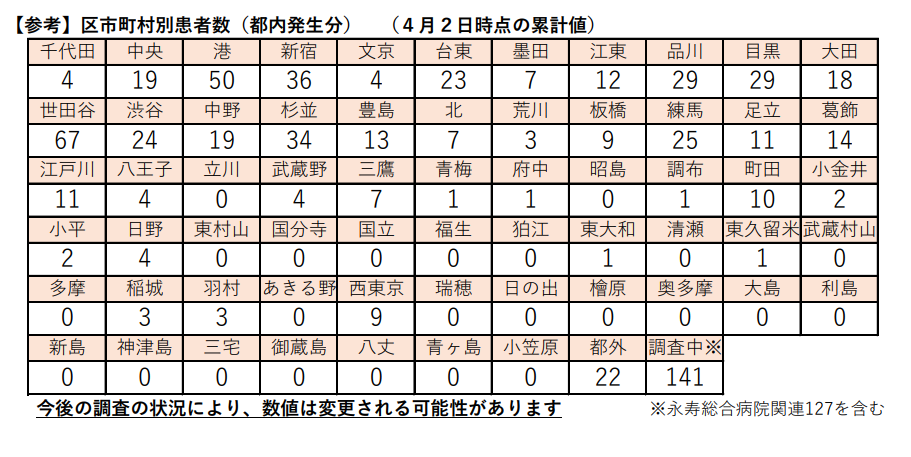 【参考】区市町村別患者数（都内発生分）　（４月２日時点の累計値）
千代田 中央 港 新宿 文京 台東 墨田 江東 品川 目黒 大田
4 19 50 36 4 23 7 12 29 29 18
世田谷 渋谷 中野 杉並 豊島 北 荒川 板橋 練馬 足立 葛飾
67 24 19 34 13 7 3 9 25 11 14
江戸川 八王子 立川 武蔵野 三鷹 青梅 府中 昭島 調布 町田 小金井
11 4 0 4 7 1 1 0 1 10 2
小平 日野 東村山 国分寺 国立 福生 狛江 東大和 清瀬 東久留米 武蔵村山
2 4 0 0 0 0 0 1 0 1 0
多摩 稲城 羽村 あきる野 西東京 瑞穂 日の出 檜原 奥多摩 大島 利島
0 3 3 0 9 0 0 0 0 0 0
新島 神津島 三宅 御蔵島 八丈 青ヶ島 小笠原 都外 調査中※
0 0 0 0 0 0 0 22 141
今後の調査の状況により、数値は変更される可能性があります
※永寿総合病院関連127を含む